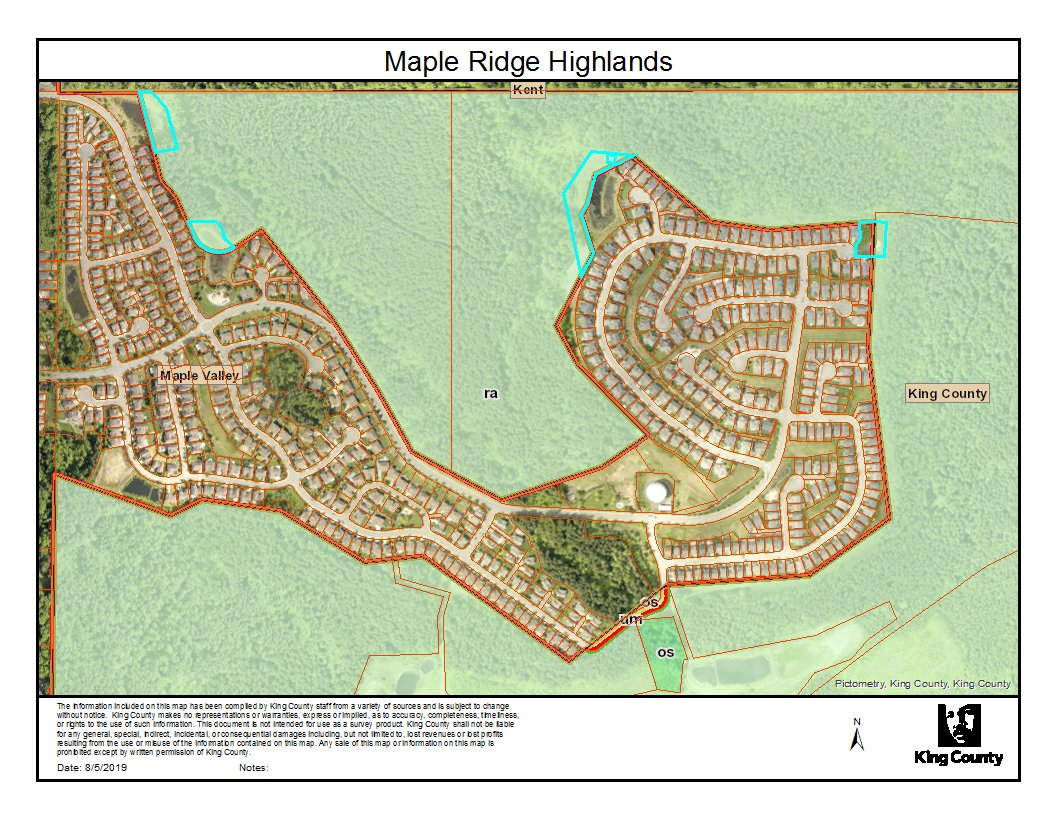 Maple Ridge Highlands
Kent
Maple Valley
ra
King County
os
um
os
Pictometry, King County, King County
The information included on this map has been compiled by King County staff from a variety of sources and is subject to change
without notice. King County makes no representations or warranties, express or implied, as to accuracy, completeness, timeliness,
or rights to the use of such information. This document is not intended for use as a survey product. King County shall not be liable
for any general, special, indirect, incidental, or consequential damages including, but not limited to, lost revenues or lost profits
resulting from the use or misuse of the information contained on this map. Any sale of this map or information on this map is
prohibited except by written permission of King County.
Date: 8/5/2019 Notes:
N
King County